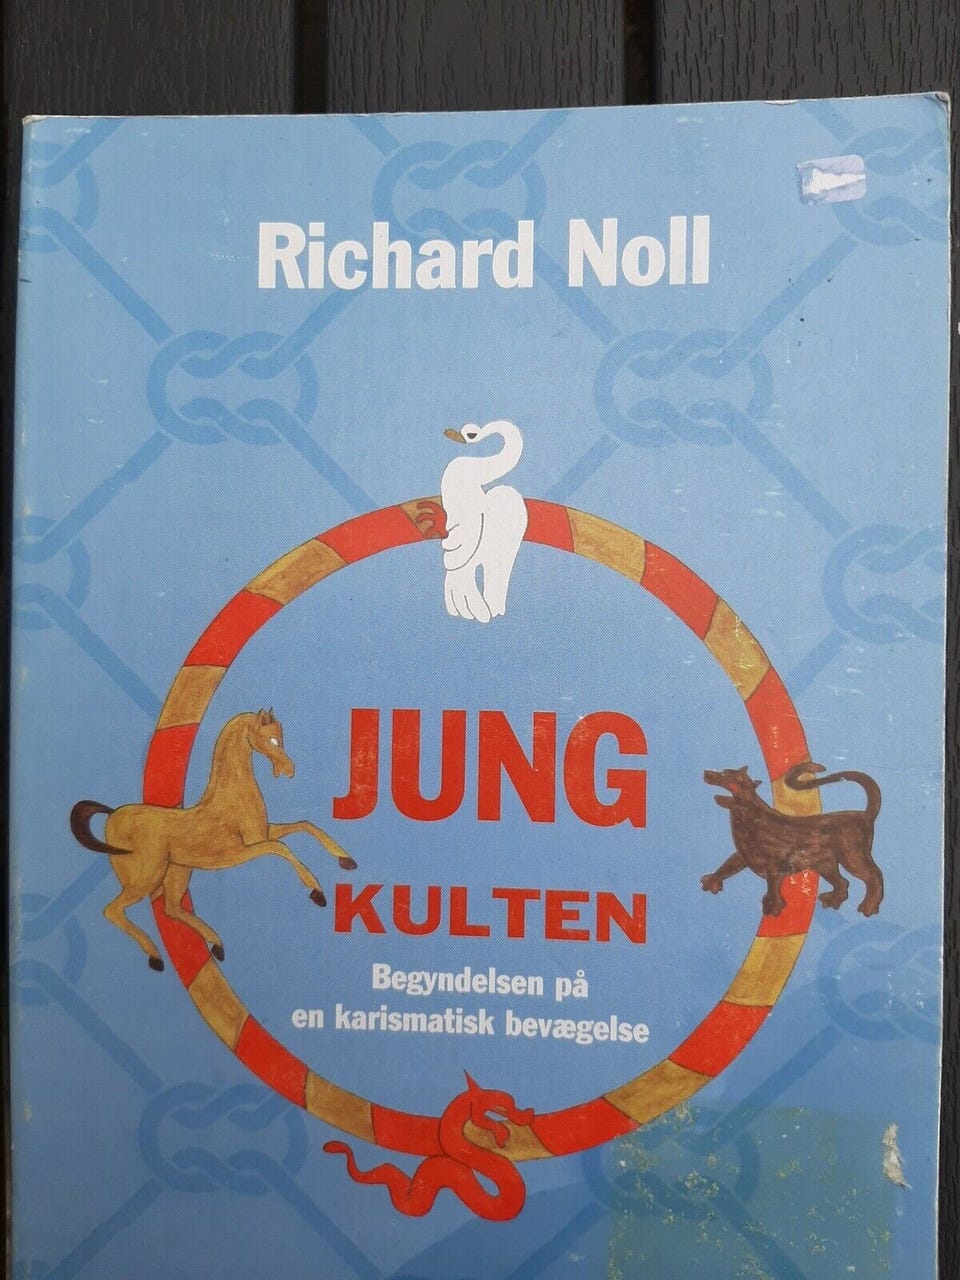 Richard Noll
JUNG
KULTEN
Begyndelsen på
en karismatisk bevægelse